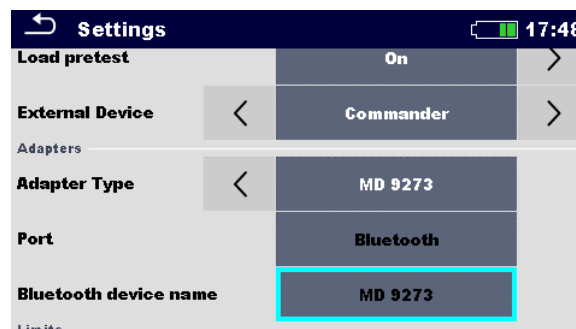 Settings 17:48
Load pretest On
External Device Commander
Adapters
Adapter Type MD 9273
Port Bluetooth
Bluetooth device name MD 9273
Limits